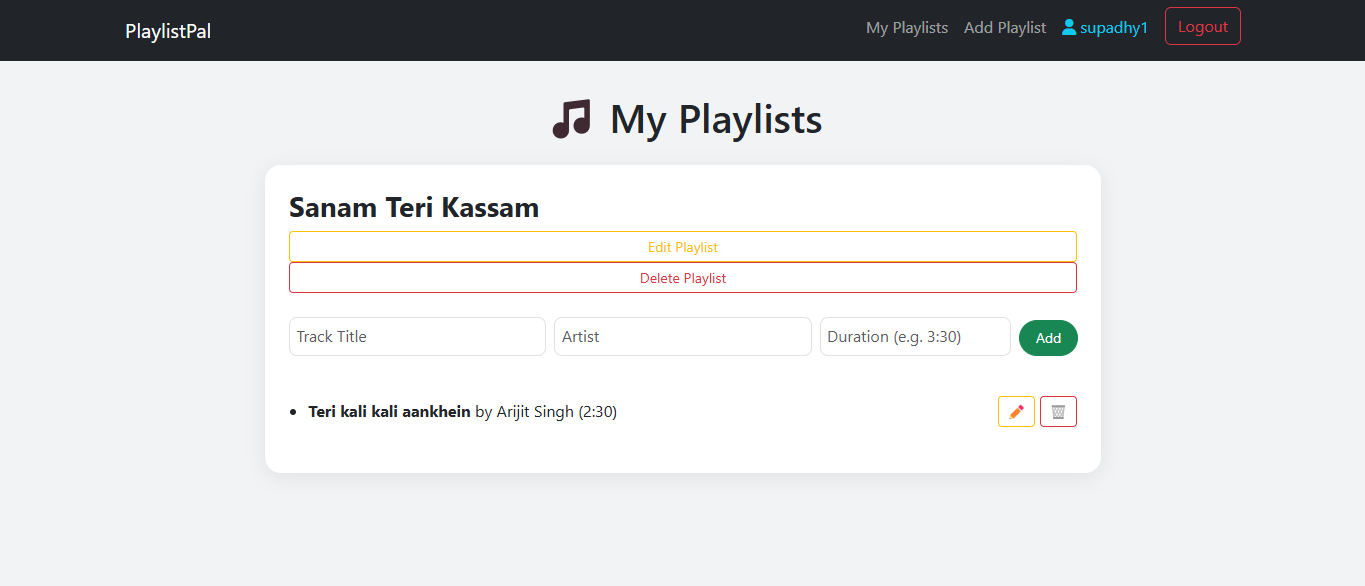 PlaylistPal
My Playlists Add Playlist supadhy1 Logout
My Playlists
Sanam Teri Kassam
Edit Playlist
Delete Playlist
Track Title Artist Duration (e.g. 3:30) Add
Teri kali kali aankhein by Arijit Singh (2:30)